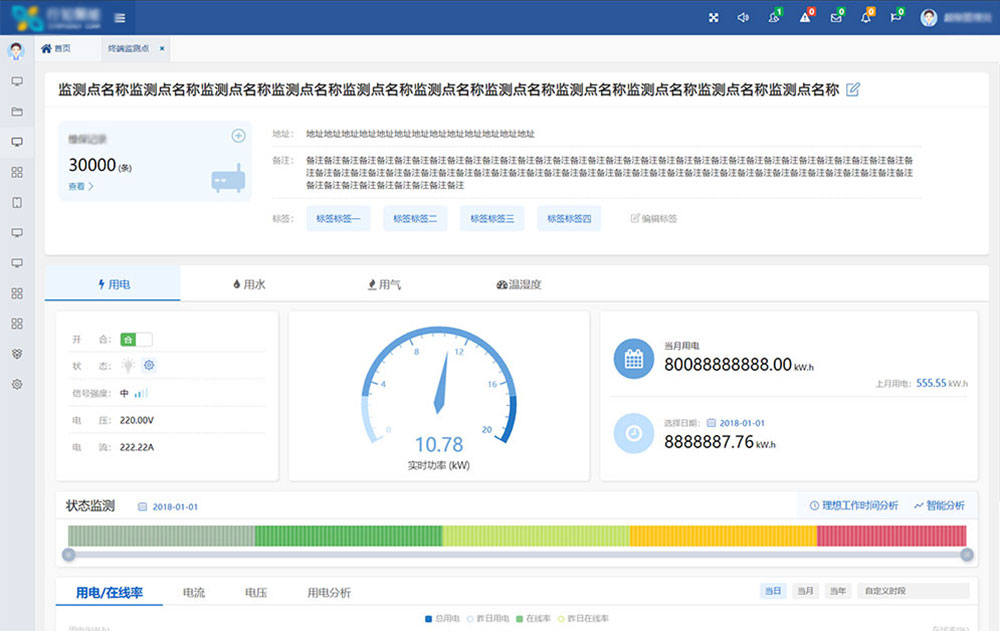 1
0
0
0
0
首页
终端监测点 ×
监测点名称监测点名称监测点名称监测点名称监测点名称监测点名称监测点名称监测点名称监测点名称监测点名称监测点名称
30000 (条)
查看 >
地址： 地址地址地址地址地址地址地址地址地址地址地址地址地址
备注： 备注备注备注备注备注备注备注备注备注备注备注备注备注备注备注备注备注备注备注备注备注备注备注备注备注备注备注备注备注备注备注备注备注备注备
注备注备注备注备注备注备注备注备注备注备注备注备注备注备注备注备注备注备注备注备注备注备注备注备注备注备注备注备注备注备注备注备注备注备
备注备注备注备注备注备注备注备注备注
标签： 标签标签一 标签标签二 标签标签三 标签标签四 编辑标签
用电 用水 用气 温湿度
开 合： 合
状 态：
信号强度： 中
电 压： 220.00V
电 流： 222.22A
0
4
8
12
16
20
10.78
实时功率 (kW)
当月用电
80088888888.00 kW.h
上月用电： 555.55 kW.h
选择日期： 2018-01-01
8888887.76 kW.h
状态监测 2018-01-01 理想工作时间分析 智能分析
用电/在线率 电流 电压 用电分析 当日 当月 当年 自定义时段
总用电 昨日用电 在线率 昨日在线率